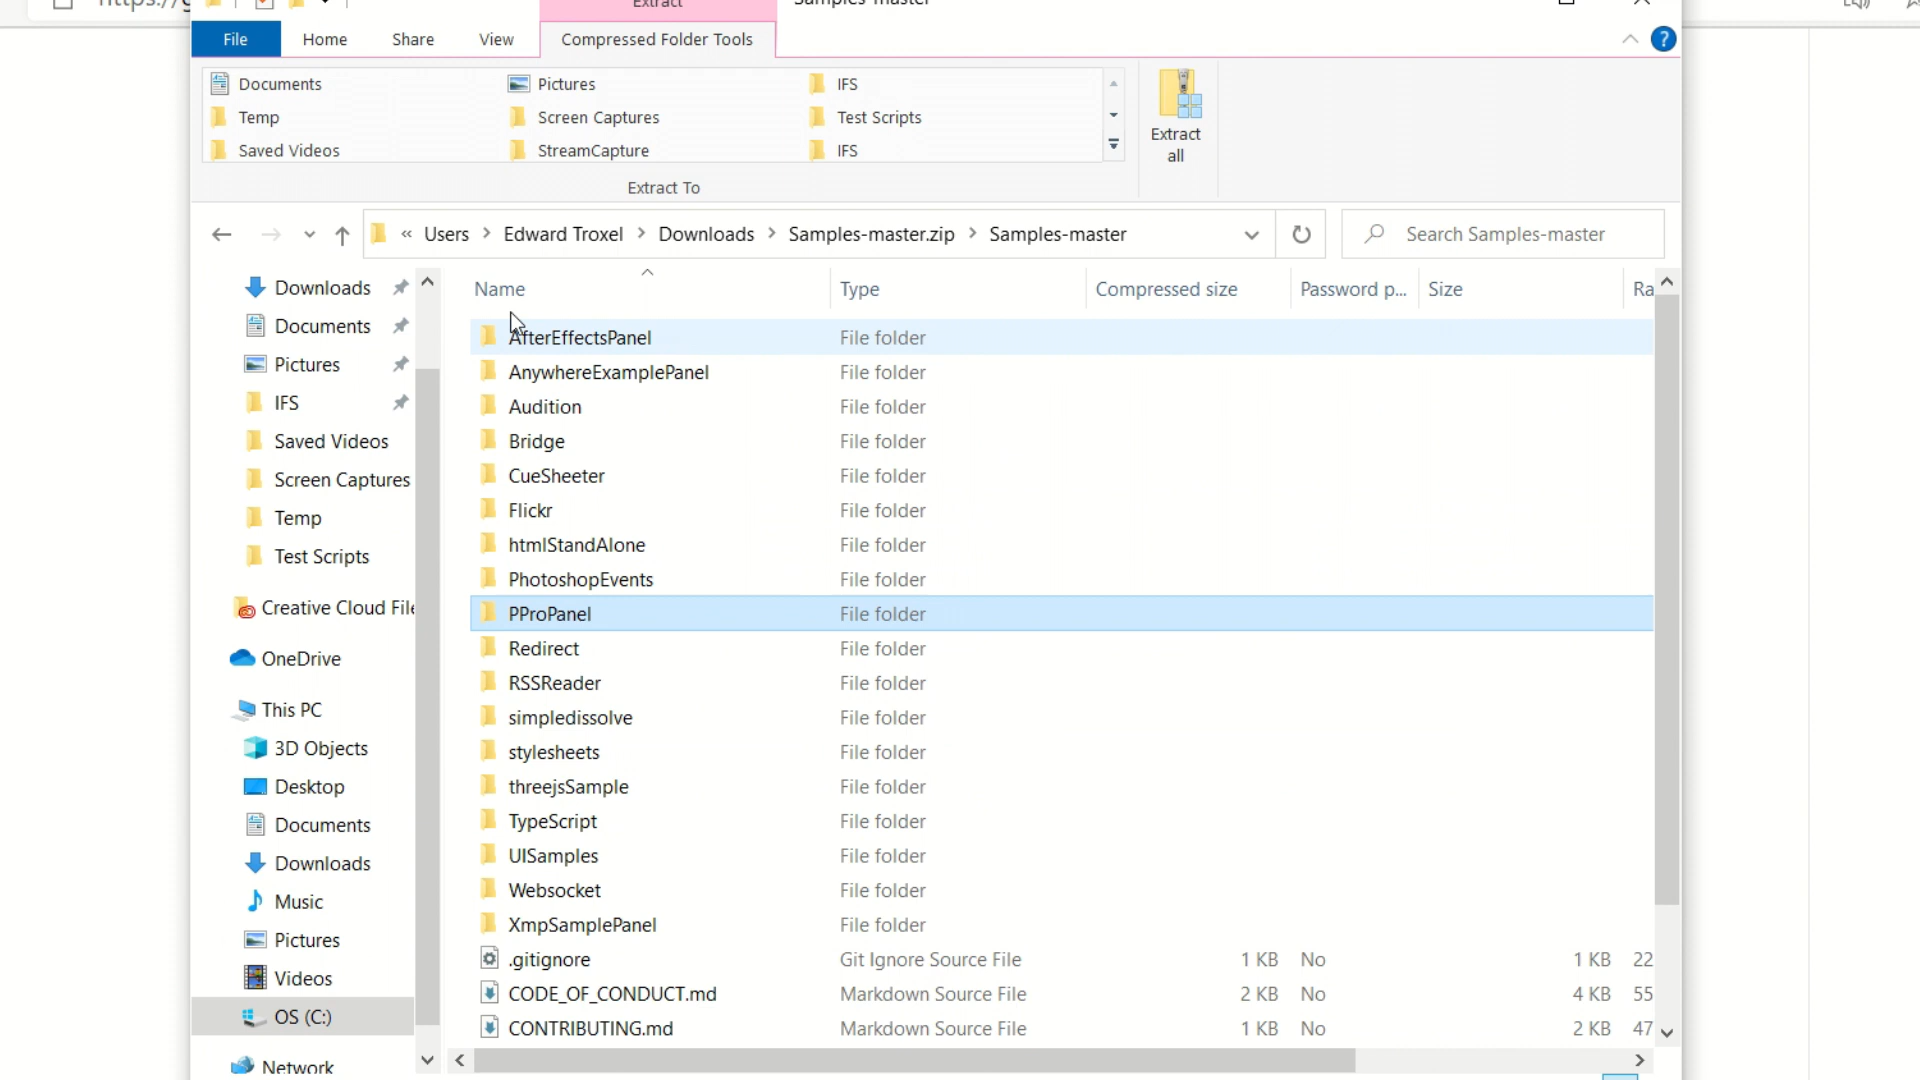 Extract
Samples-master
File Home Share View Compressed Folder Tools
Documents Pictures IFS
Temp Screen Captures Test Scripts
Saved Videos StreamCapture IFS
Extract
all
Extract To
« Users > Edward Troxel > Downloads > Samples-master.zip > Samples-master
Search Samples-master
Downloads
Documents
Pictures
IFS
Saved Videos
Screen Captures
Temp
Test Scripts
Creative Cloud File
OneDrive
This PC
3D Objects
Desktop
Documents
Downloads
Music
Pictures
Videos
OS (C:)
Network
Name Type Compressed size Password p... Size Ra
AfterEffectsPanel File folder
AnywhereExamplePanel File folder
Audition File folder
Bridge File folder
CueSheeter File folder
Flickr File folder
htmlStandAlone File folder
PhotoshopEvents File folder
PProPanel File folder
Redirect File folder
RSSReader File folder
simpledissolve File folder
stylesheets File folder
threejsSample File folder
TypeScript File folder
UISamples File folder
Websocket File folder
XmpSamplePanel File folder
.gitignore Git Ignore Source File 1 KB No 1 KB 22
CODE_OF_CONDUCT.md Markdown Source File 2 KB No 4 KB 55
CONTRIBUTING.md Markdown Source File 1 KB No 2 KB 47